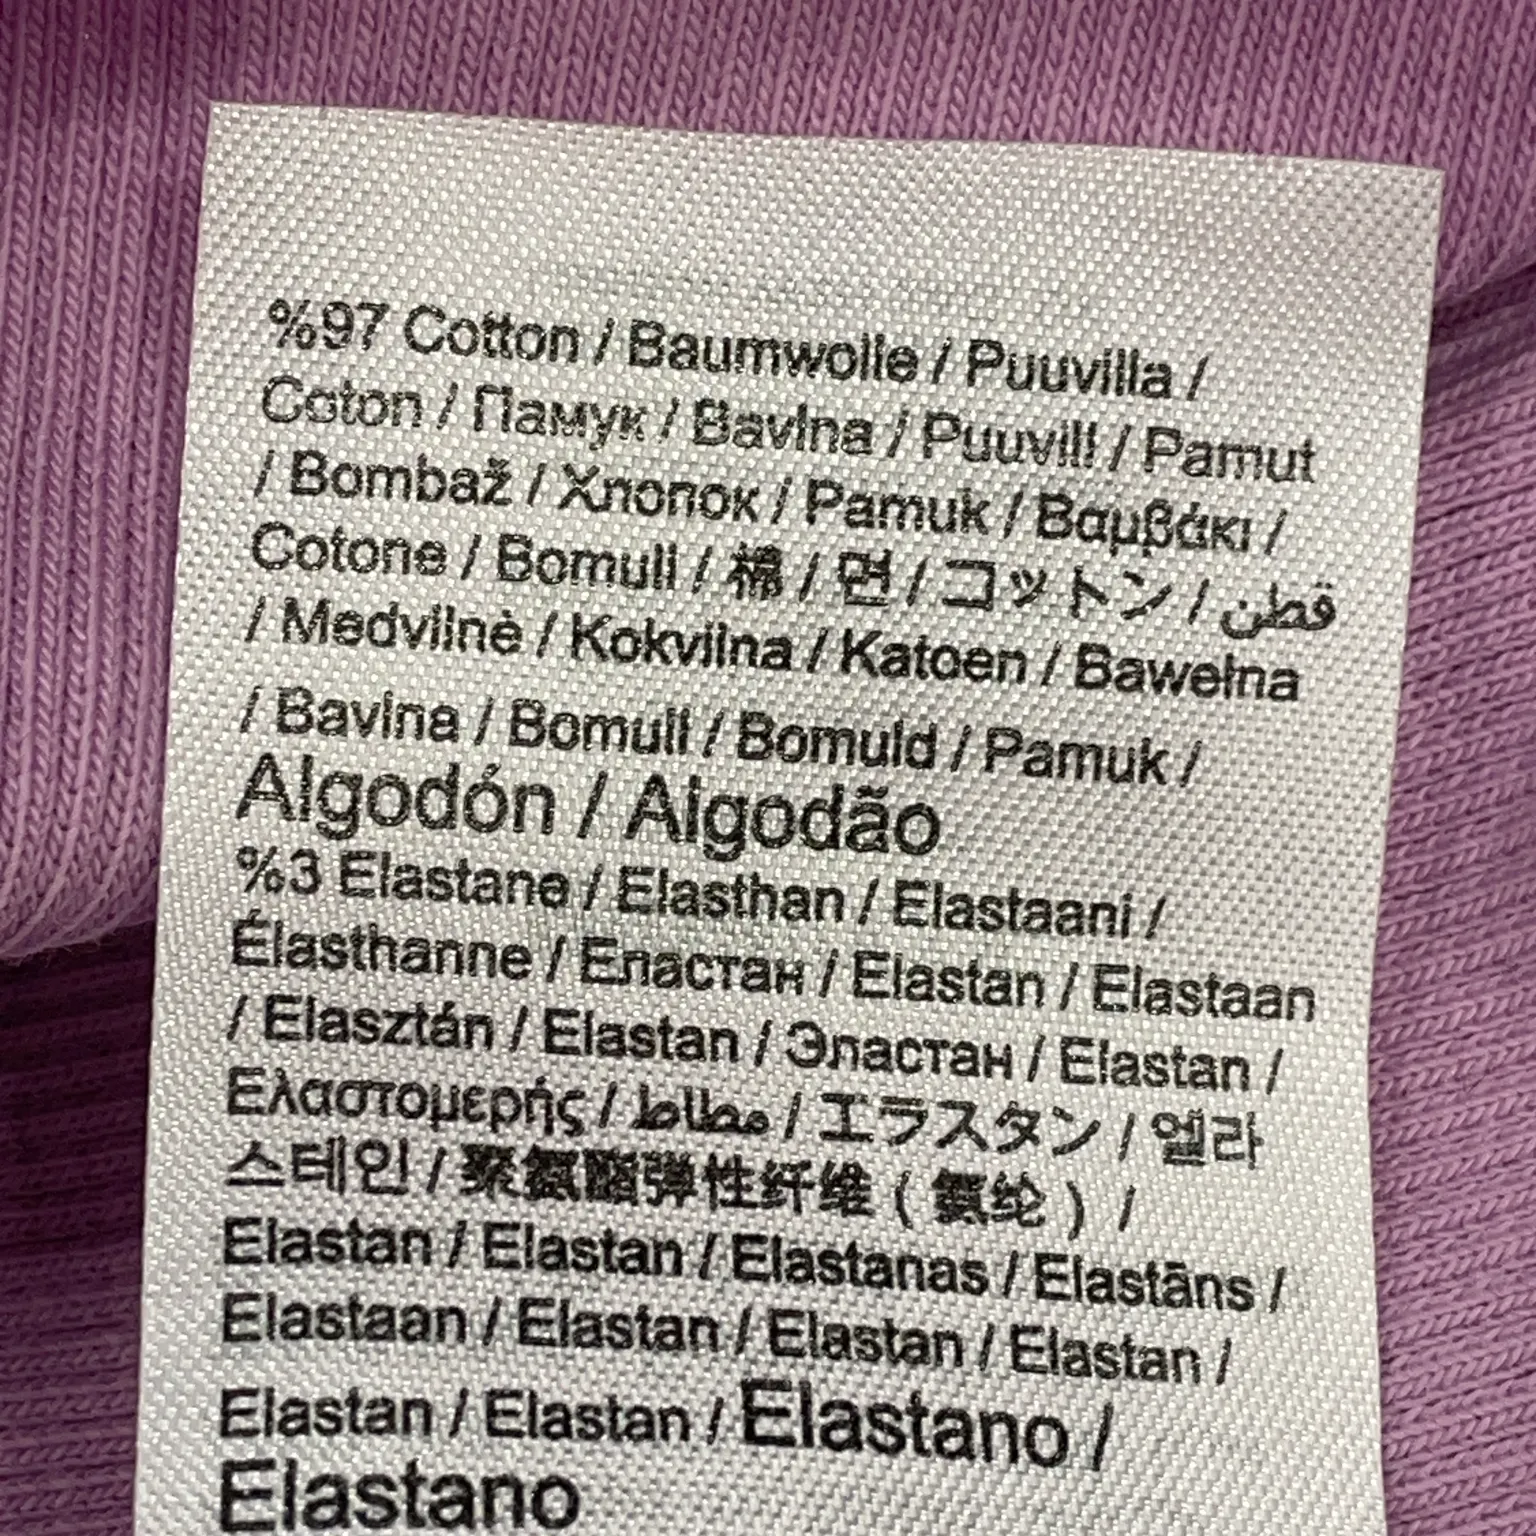 %97 Cotton / Baumwolle / Puuvilla /
Coton / Памук / Bavlna / Puuvill / Pamut
/ Bombaž / Хлопок / Pamuk / Βαμβάκι /
Cotone / Bomull / 棉 / 면 / コットン / قطن
/ Medvilnė / Kokvilna / Katoen / Bawełna
/ Bavlna / Bomull / Bomuld / Pamuk /
Algodón / Algodão
%3 Elastane / Elasthan / Elastaani /
Élasthanne / Еластан / Elastan / Elastaan
/ Elasztán / Elastan / Эластан / Elastan /
Ελαστομερής / مطاط / エラスタン / 엘라
스테인 / 聚氨酯弹性纤维 ( 氨纶 ) /
Elastan / Elastan / Elastanas / Elastāns /
Elastaan / Elastan / Elastan / Elastan /
Elastan / Elastan / Elastano /
Elastano